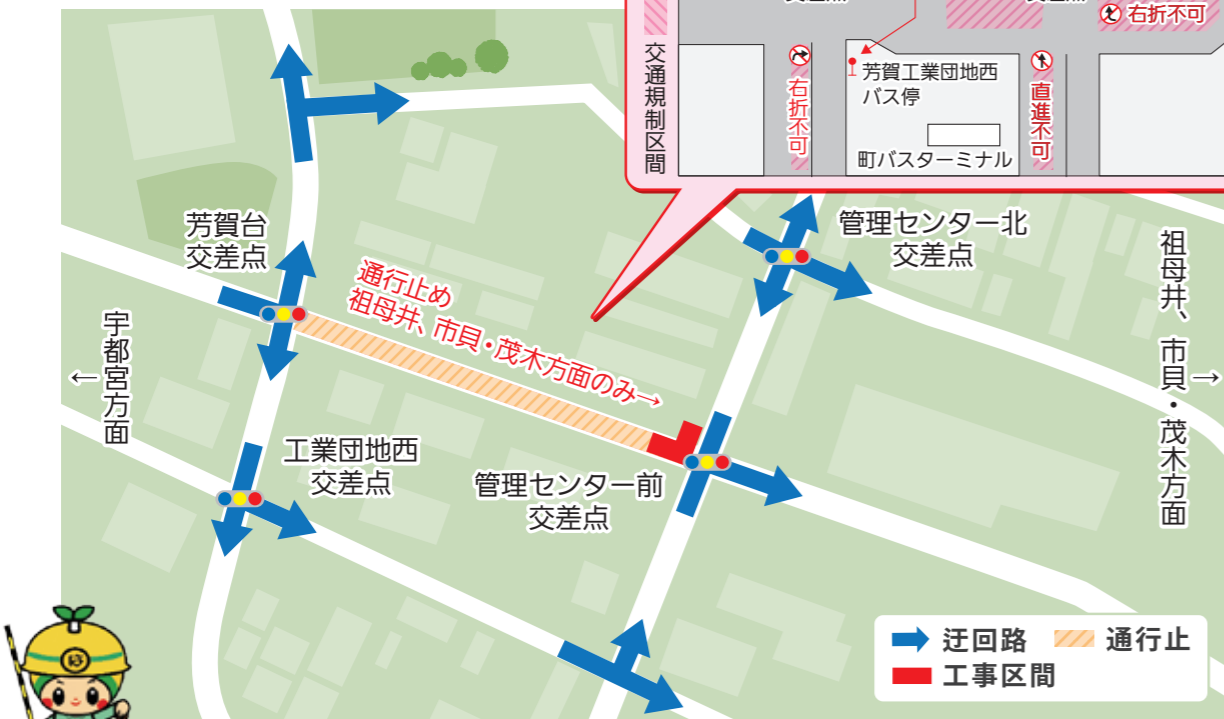 右折不可
交通規制区間
右折不可
芳賀工業団地西
バス停
町バスターミナル
直進不可
芳賀台
交差点
管理センター北
交差点
通行止め
祖母井、市貝・茂木方面のみ→
←宇都宮方面
祖母井、市貝・茂木方面→
工業団地西
交差点
管理センター前
交差点
迂回路
通行止
工事区間